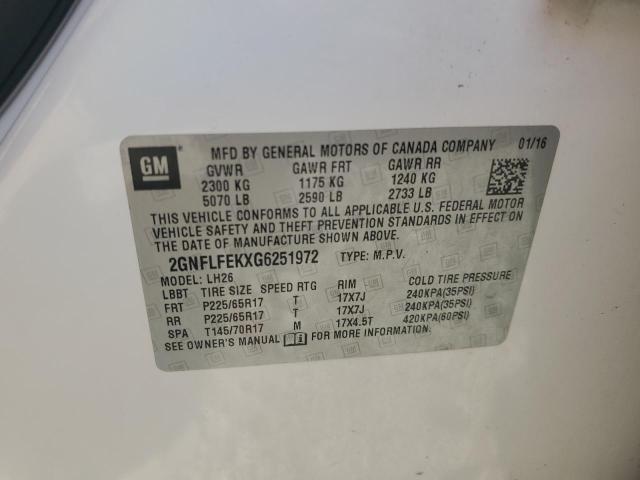 GM
MFD BY GENERAL MOTORS OF CANADA COMPANY 01/16
GVWR GAWR FRT GAWR RR
2300 KG 1175 KG 1240 KG
5070 LB 2590 LB 2733 LB
THIS VEHICLE CONFORMS TO ALL APPLICABLE U.S. FEDERAL MOTOR
VEHICLE SAFETY AND THEFT PREVENTION STANDARDS IN EFFECT ON
THE DATE OF MANUFACTURE SHOWN ABOVE.
2GNFLFEKXG6251972 TYPE: M.P.V.
MODEL: LH26
LBBT TIRE SIZE SPEED RTG RIM COLD TIRE PRESSURE
FRT P225/65R17 T 17X7J 240KPA(35PSI)
RR P225/65R17 T 17X7J 240KPA(35PSI)
SPA T145/70R17 M 17X4.5T 420KPA(60PSI)
SEE OWNER'S MANUAL FOR MORE INFORMATION.